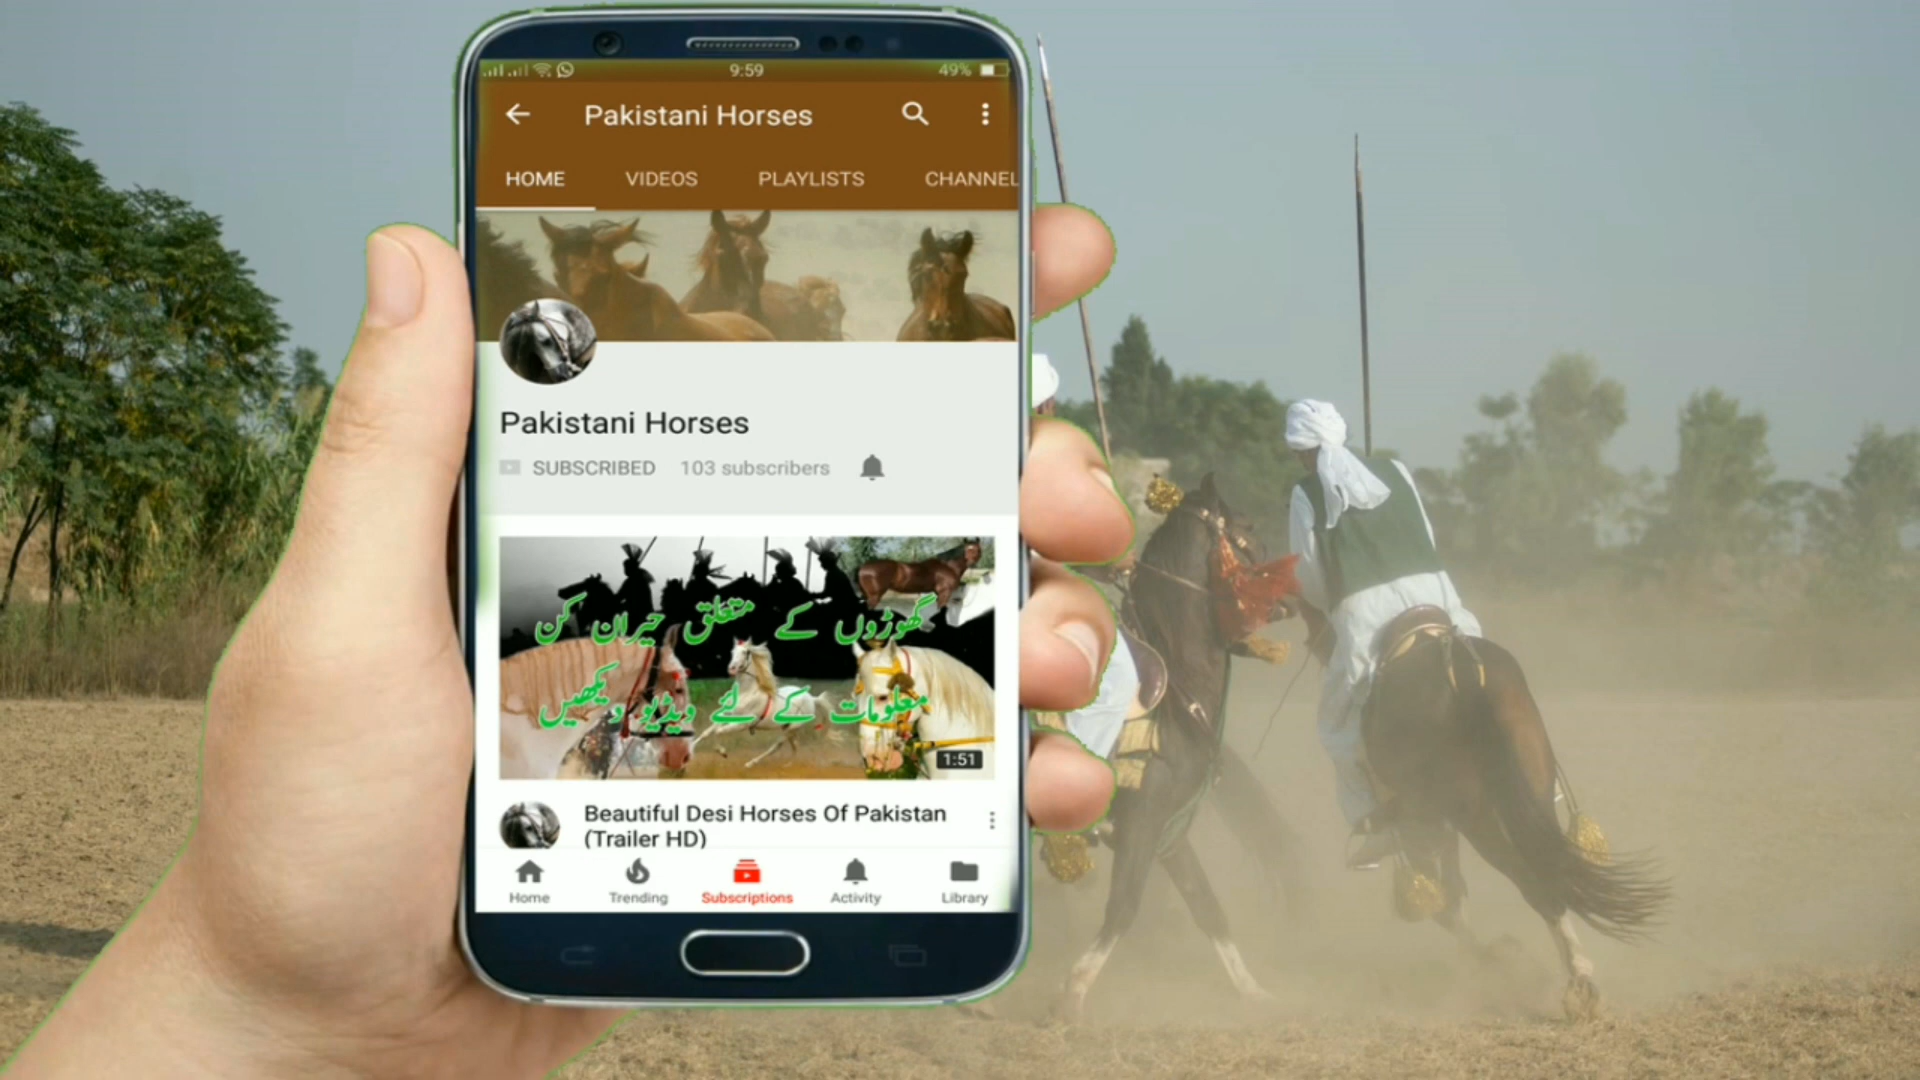 9:59
49%
Pakistani Horses
HOME VIDEOS PLAYLISTS CHANNEL
Pakistani Horses
SUBSCRIBED 103 subscribers
گھوڑوں کے متعلق حیران کن
معلومات کے لئے ویڈیو دیکھیں
1:51
Beautiful Desi Horses Of Pakistan
(Trailer HD)
Home Trending Subscriptions Activity Library